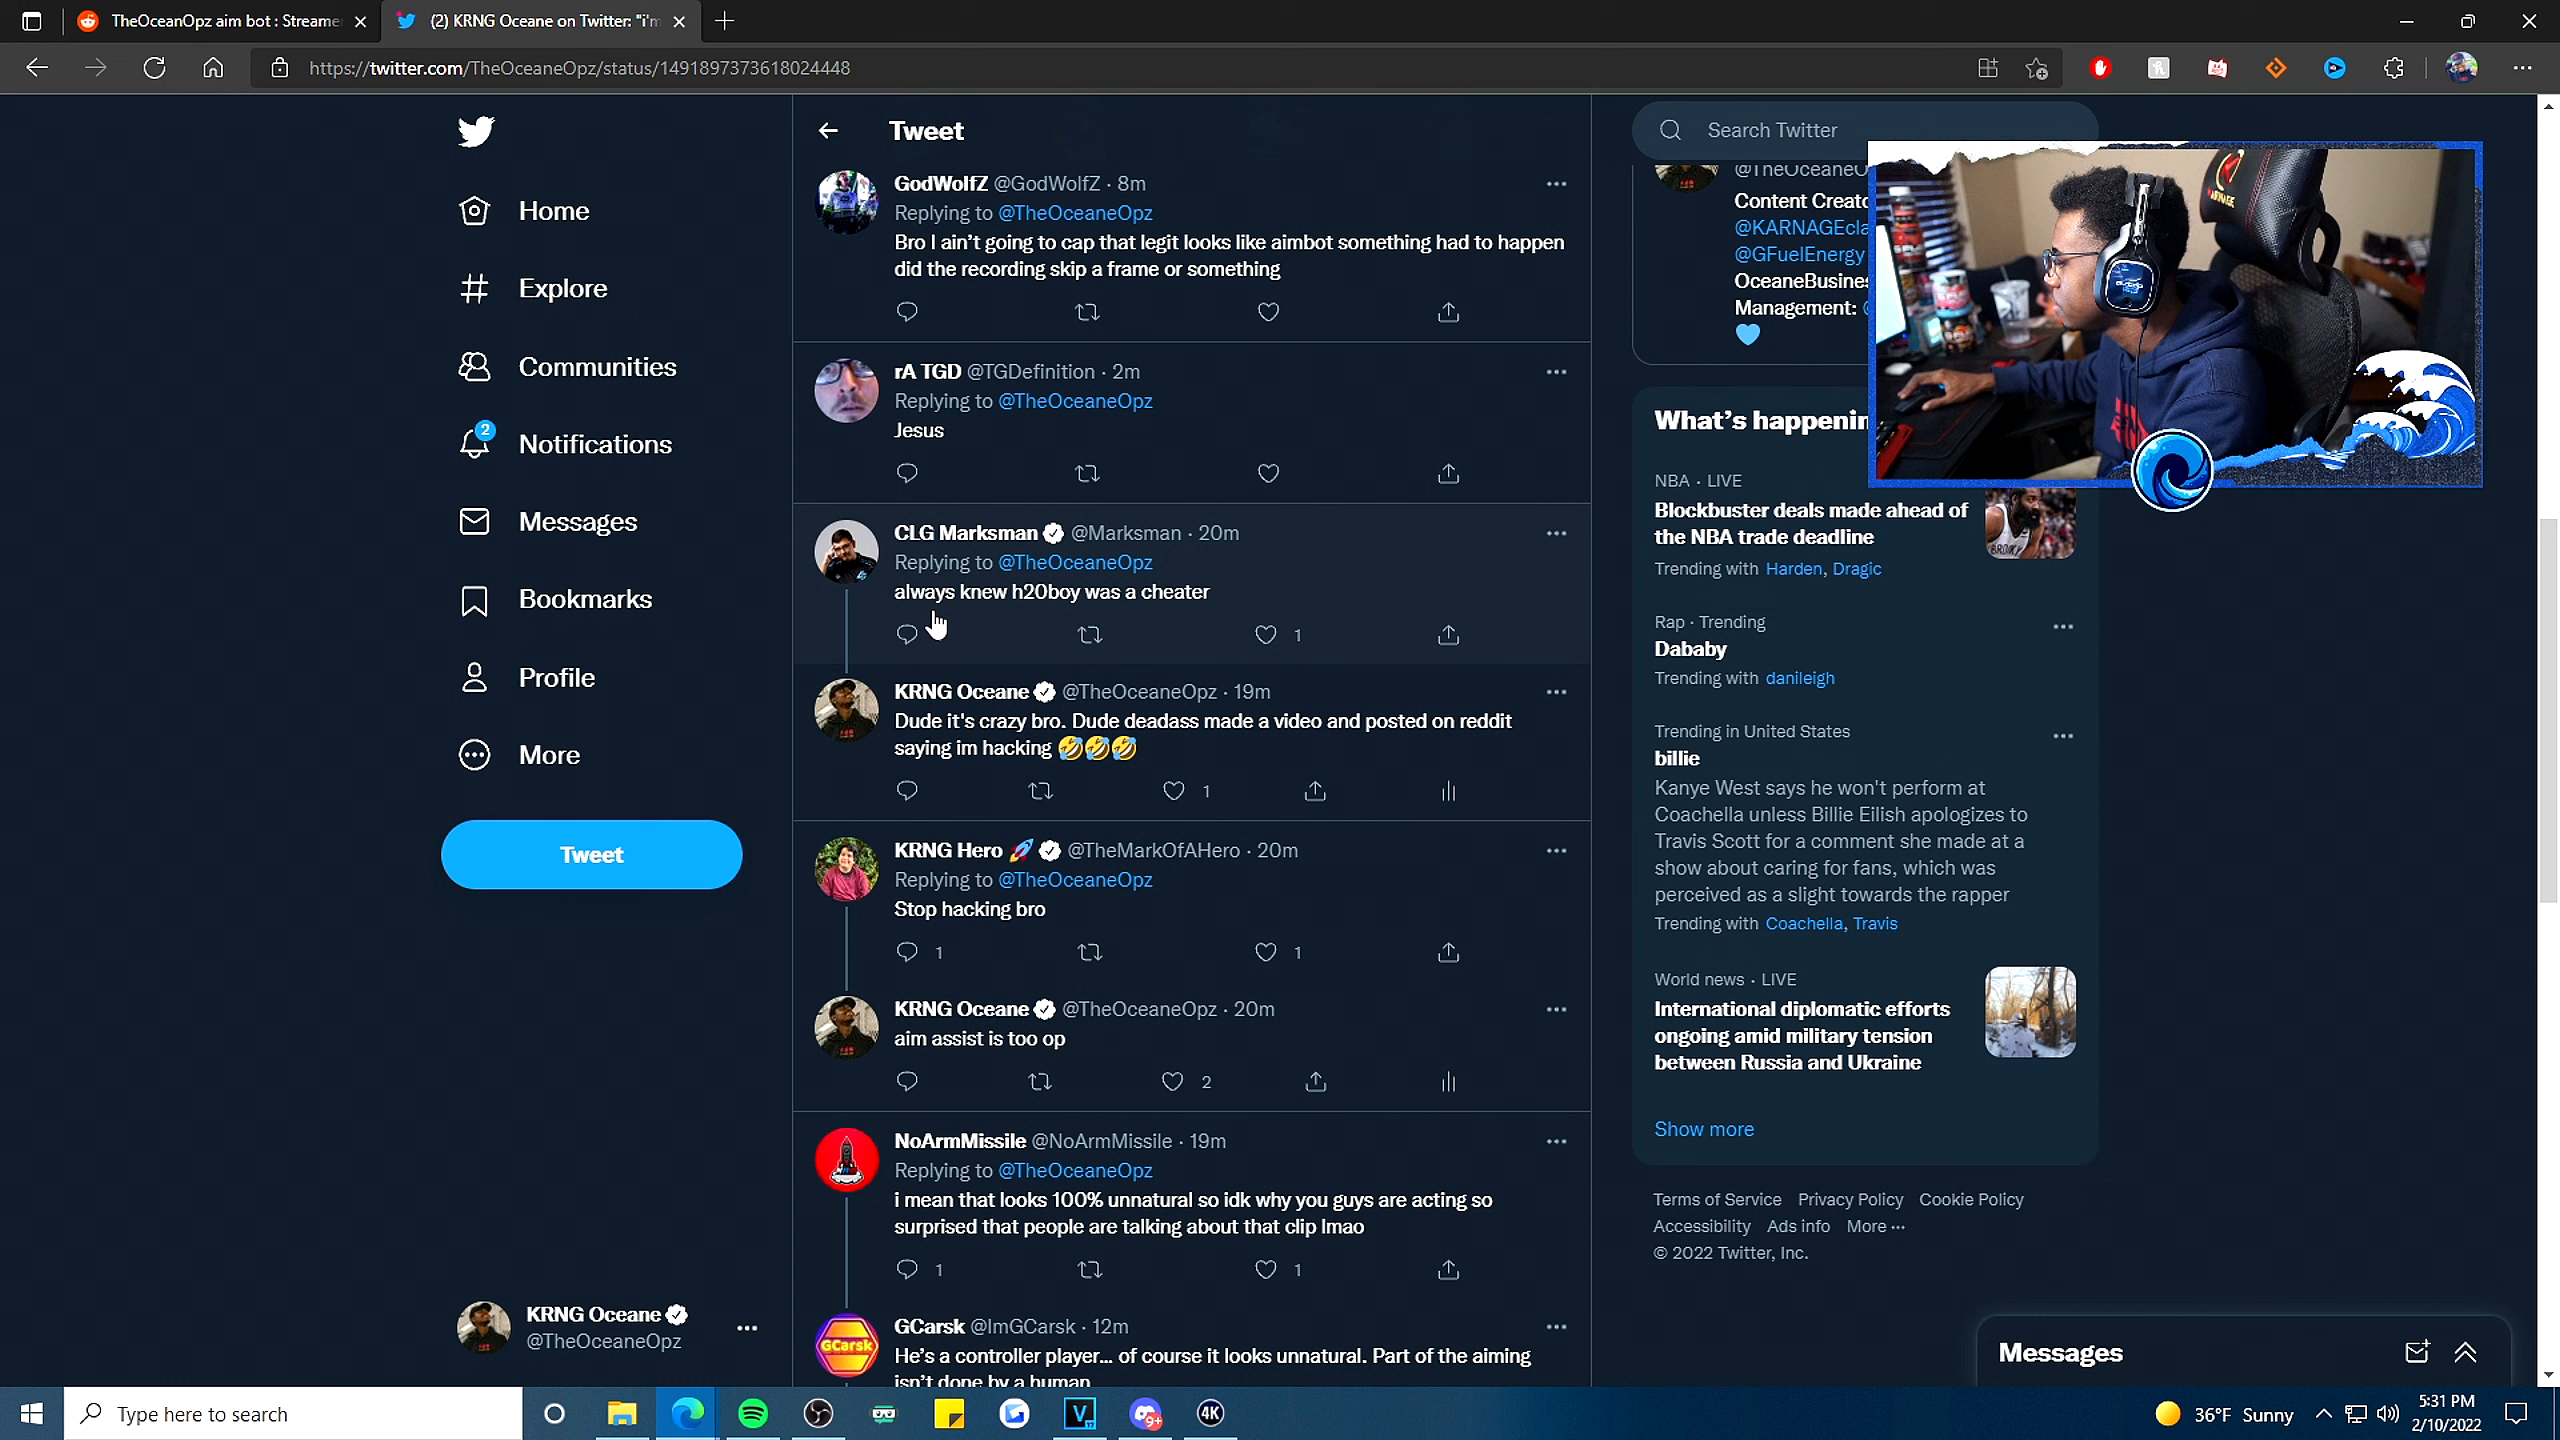 TheOceanOpz aim bot : Streame
(2) KRNG Oceane on Twitter: "i'm
https://twitter.com/TheOceaneOpz/status/1491897373618024448
Home
Explore
Communities
2
Notifications
Messages
Bookmarks
Profile
More
Tweet
KRNG Oceane
@TheOceaneOpz
Tweet
GodWolfZ @GodWolfZ · 8m
Replying to @TheOceaneOpz
Bro I ain't going to cap that legit looks like aimbot something had to happen
did the recording skip a frame or something
rA TGD @TGDefinition · 2m
Replying to @TheOceaneOpz
Jesus
CLG Marksman @Marksman · 20m
Replying to @TheOceaneOpz
always knew h20boy was a cheater
1
KRNG Oceane @TheOceaneOpz · 19m
Dude it's crazy bro. Dude deadass made a video and posted on reddit
saying im hacking 🤣🤣🤣
1
KRNG Hero 🚀 @TheMarkOfAHero · 20m
Replying to @TheOceaneOpz
Stop hacking bro
1 1
KRNG Oceane @TheOceaneOpz · 20m
aim assist is too op
2
NoArmMissile @NoArmMissile · 19m
Replying to @TheOceaneOpz
i mean that looks 100% unnatural so idk why you guys are acting so
surprised that people are talking about that clip lmao
1 1
GCarsk
GCarsk @ImGCarsk · 12m
He's a controller player... of course it looks unnatural. Part of the aiming
isn't done by a human
Search Twitter
@TheOceaneO
Content Creato
@KARNAGEcla
@GFuelEnergy
OceaneBusines
Management:
What's happenin
NBA · LIVE
Blockbuster deals made ahead of
the NBA trade deadline
Trending with Harden, Dragic
Rap · Trending
Dababy
Trending with danileigh
Trending in United States
billie
Kanye West says he won't perform at
Coachella unless Billie Eilish apologizes to
Travis Scott for a comment she made at a
show about caring for fans, which was
perceived as a slight towards the rapper
Trending with Coachella, Travis
World news · LIVE
International diplomatic efforts
ongoing amid military tension
between Russia and Ukraine
Show more
Terms of Service Privacy Policy Cookie Policy
Accessibility Ads info More ···
© 2022 Twitter, Inc.
Messages
Type here to search
9+
4K
36°F Sunny
5:31 PM
2/10/2022